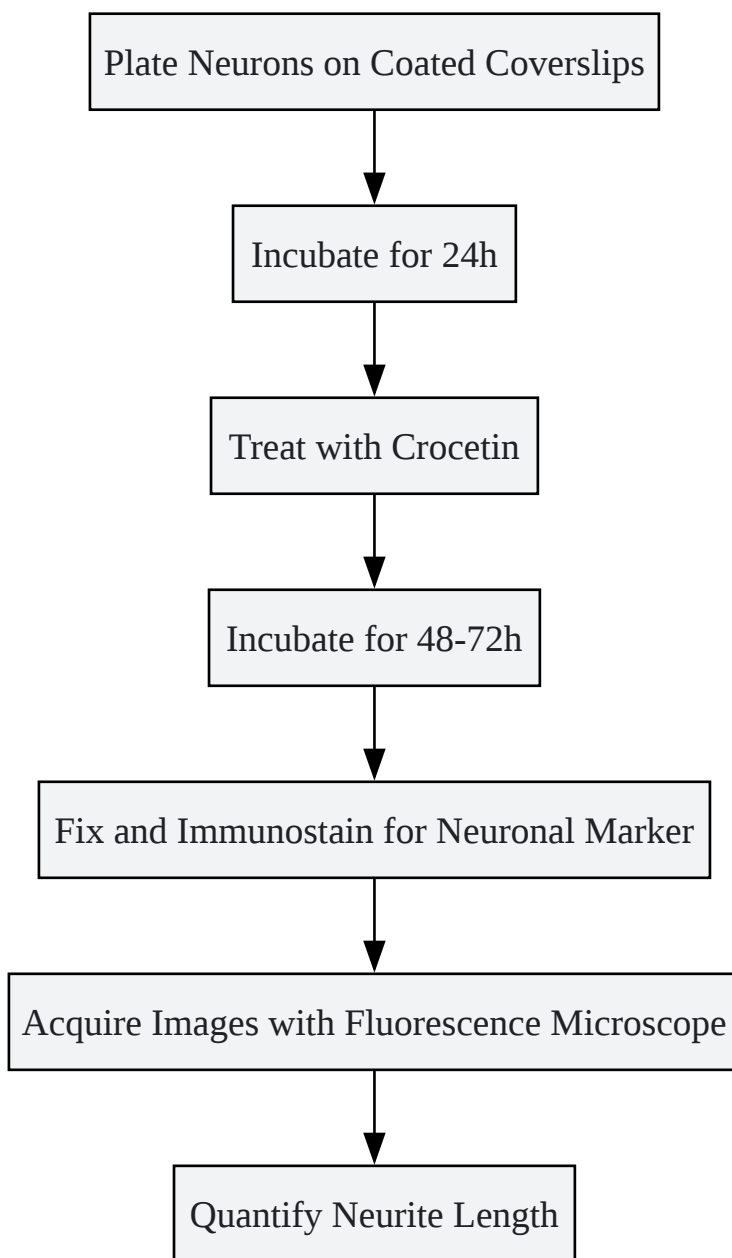 Plate Neurons on Coated Coverslips
Incubate for 24h
Treat with Crocetin
Incubate for 48-72h
Fix and Immunostain for Neuronal Marker
Acquire Images with Fluorescence Microscope
Quantify Neurite Length